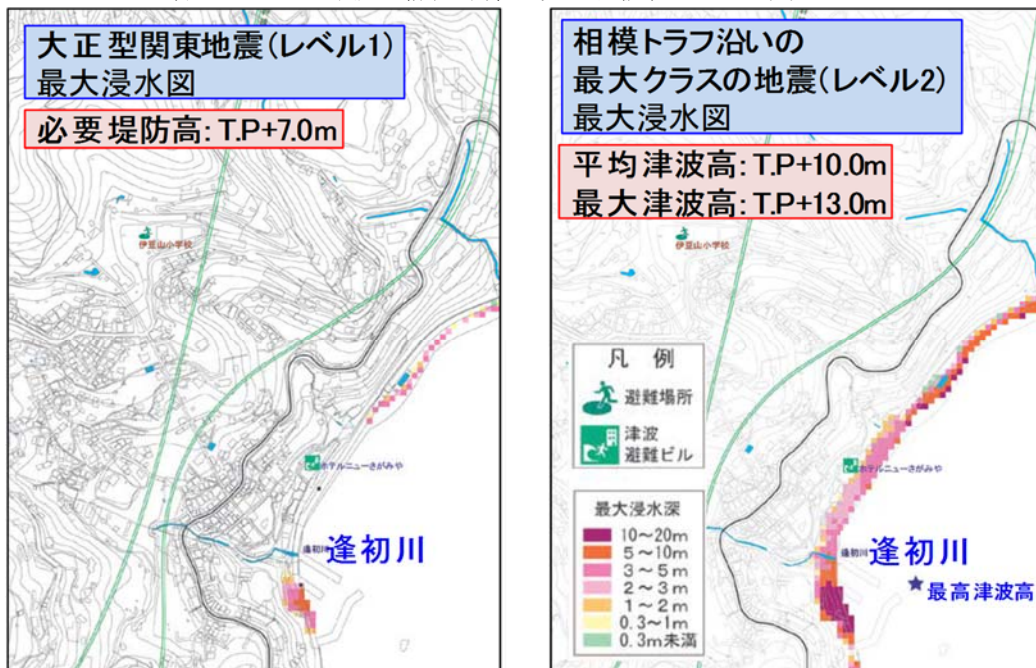 大正型関東地震(レベル1)
最大浸水図
必要堤防高: T.P+7.0m
伊豆山小学校
ホテルニューさがみや
逢初川
逢初川
相模トラフ沿いの
最大クラスの地震(レベル2)
最大浸水図
平均津波高: T.P+10.0m
最大津波高: T.P+13.0m
伊豆山小学校
凡 例
避難場所
津波
避難ビル
ホテルニューさがみや
最大浸水深
10~20m
5~10m
3~5m
2~3m
1~2m
0.3~1m
0.3m未満
逢初川
逢初川
最高津波高